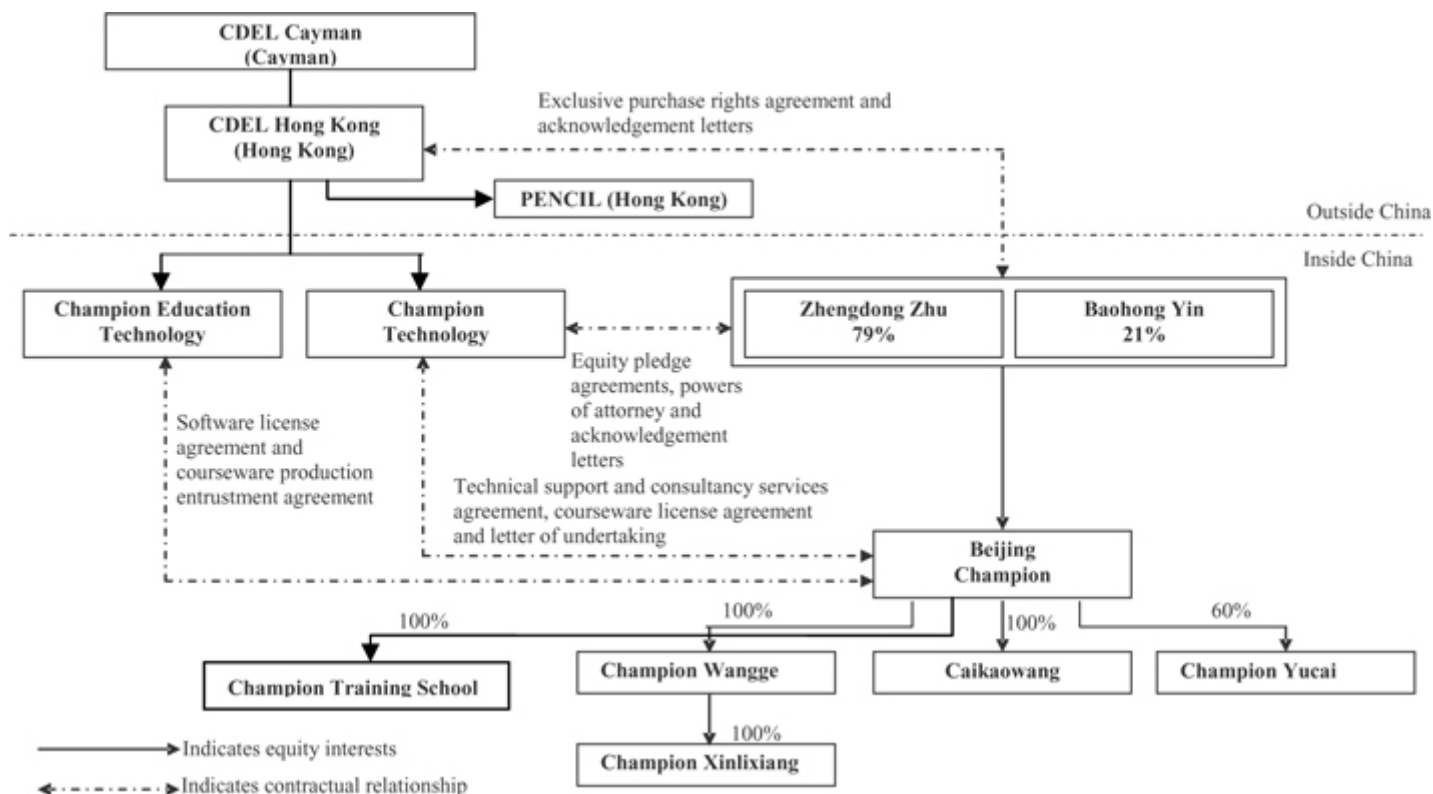 CDEL Cayman
(Cayman)
Exclusive purchase rights agreement and
acknowledgement letters
CDEL Hong Kong
(Hong Kong)
PENCIL (Hong Kong)
Outside China
Inside China
Champion Education
Technology
Champion
Technology
Zhengdong Zhu
79%
Baohong Yin
21%
Equity pledge
agreements, powers
of attorney and
acknowledgement
letters
Software license
agreement and
courseware production
entrustment agreement
Technical support and consultancy services
agreement, courseware license agreement
and letter of undertaking
Beijing
Champion
100%
100%
100%
60%
Champion Training School
Champion Wangge
Caikaowang
Champion Yucai
100%
Champion Xinlixiang
Indicates equity interests
Indicates contractual relationship